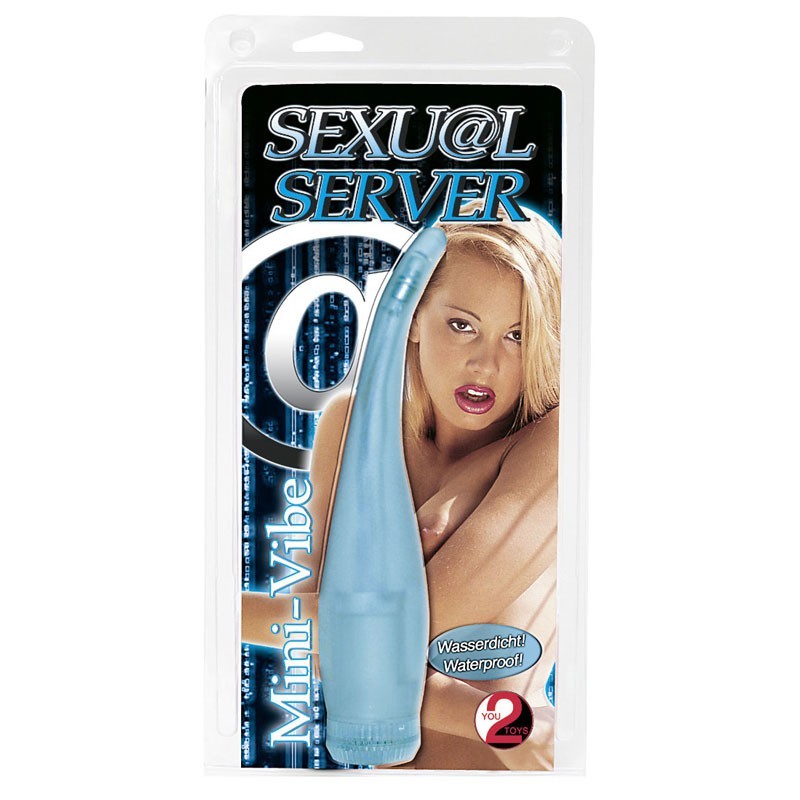 SEXU@L
SERVER
@
Mini-Vibe
Wasserdicht!
Waterproof!
YOU
2
TOYS